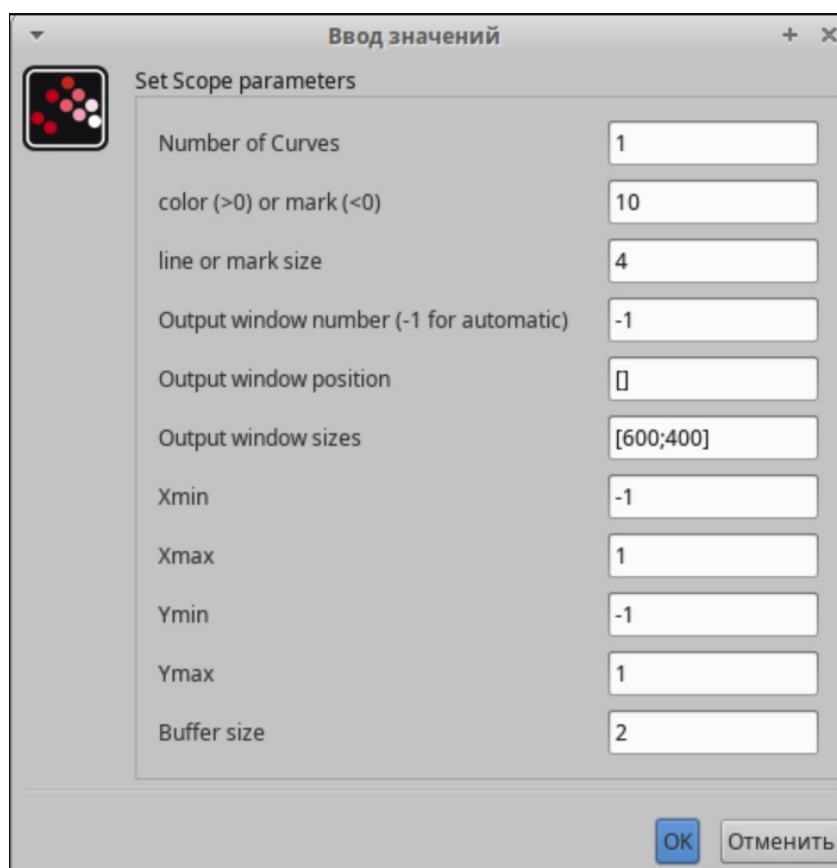 Ввод значений
Set Scope parameters
Number of Curves 1
color (>0) or mark (<0) 10
line or mark size 4
Output window number (-1 for automatic) -1
Output window position []
Output window sizes [600;400]
Xmin -1
Xmax 1
Ymin -1
Ymax 1
Buffer size 2
OK Отменить